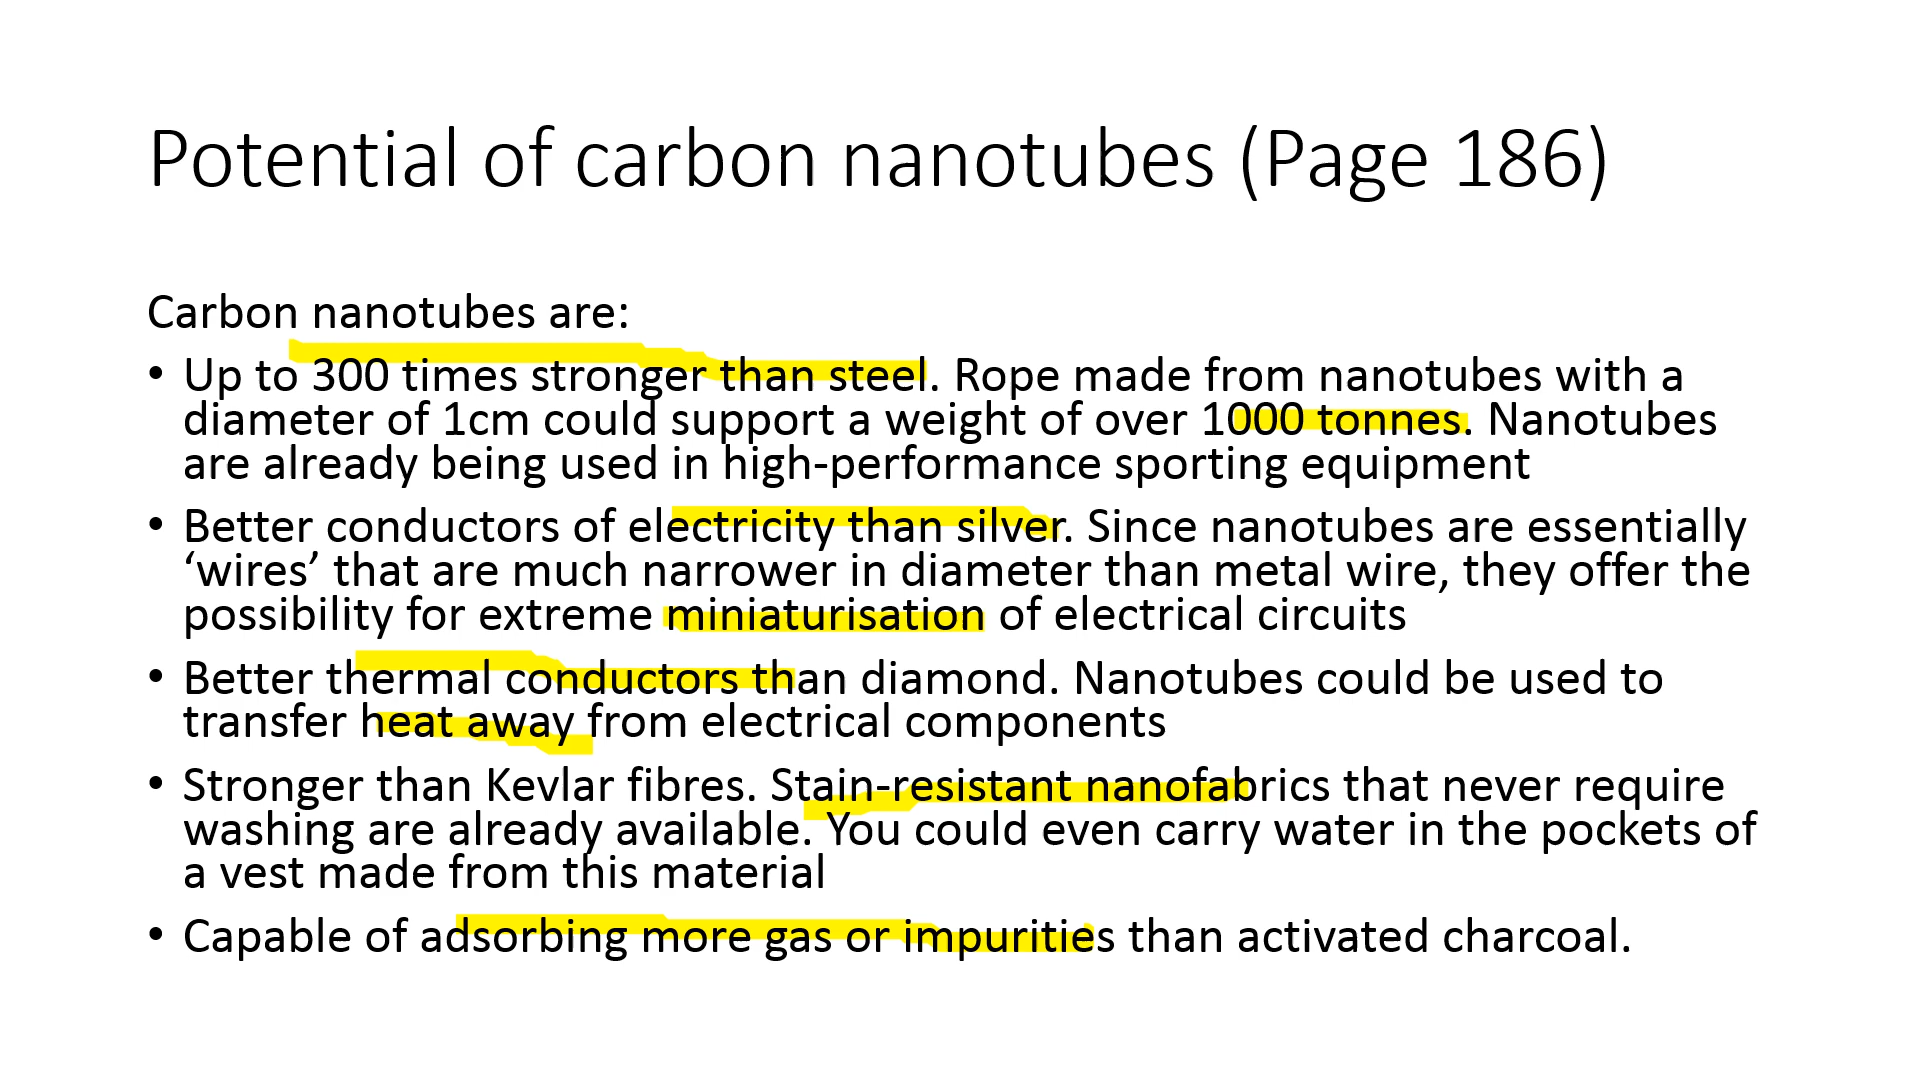 Potential of carbon nanotubes (Page 186)
Carbon nanotubes are:
• Up to 300 times stronger than steel. Rope made from nanotubes with a
diameter of 1cm could support a weight of over 1000 tonnes. Nanotubes
are already being used in high-performance sporting equipment
• Better conductors of electricity than silver. Since nanotubes are essentially
‘wires’ that are much narrower in diameter than metal wire, they offer the
possibility for extreme miniaturisation of electrical circuits
• Better thermal conductors than diamond. Nanotubes could be used to
transfer heat away from electrical components
• Stronger than Kevlar fibres. Stain-resistant nanofabrics that never require
washing are already available. You could even carry water in the pockets of
a vest made from this material
• Capable of adsorbing more gas or impurities than activated charcoal.